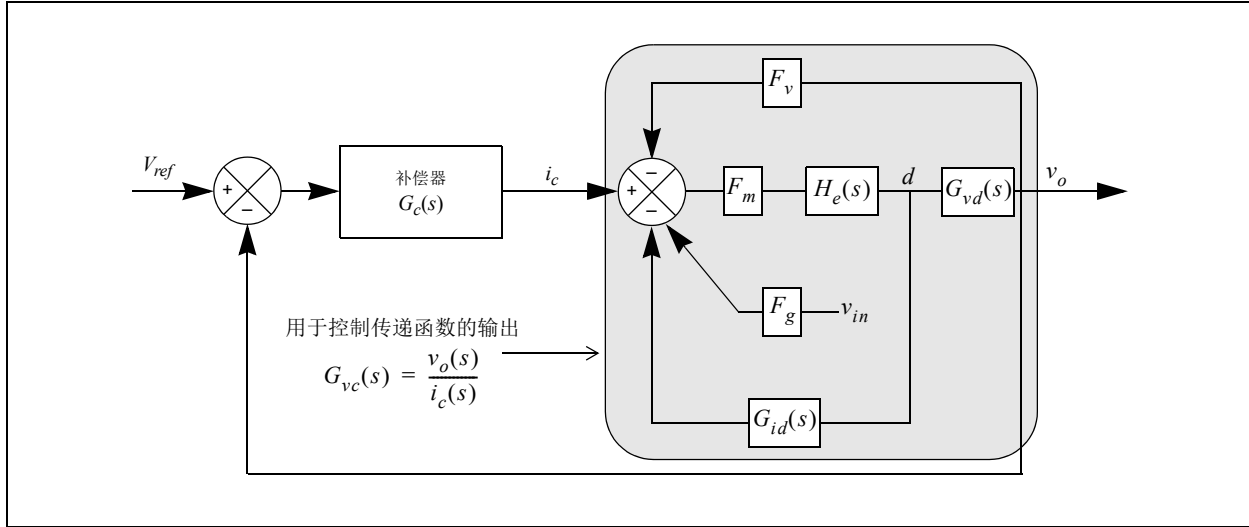 F_v
V_ref
+
−
补偿器
G_c(s)
i_c
+
−
−
F_m
H_e(s)
d
G_vd(s)
v_o
F_g
v_in
用于控制传递函数的输出
G_vc(s) = v_o(s) / i_c(s)
G_id(s)